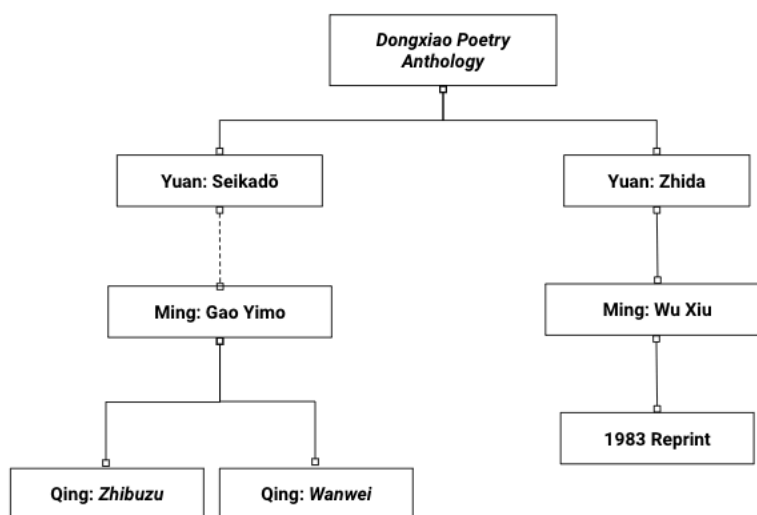 Dongxiao Poetry
Anthology
Yuan: Seikadō
Yuan: Zhida
Ming: Gao Yimo
Ming: Wu Xiu
1983 Reprint
Qing: Zhibuzu
Qing: Wanwei